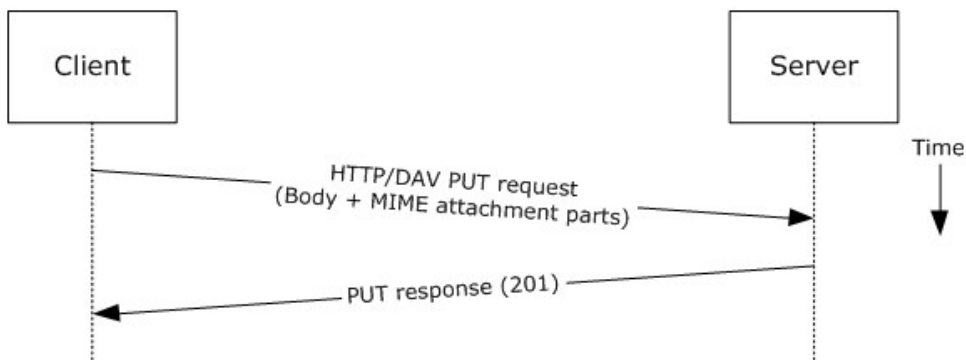 Client
Server
Time
HTTP/DAV PUT request
(Body + MIME attachment parts)
PUT response (201)